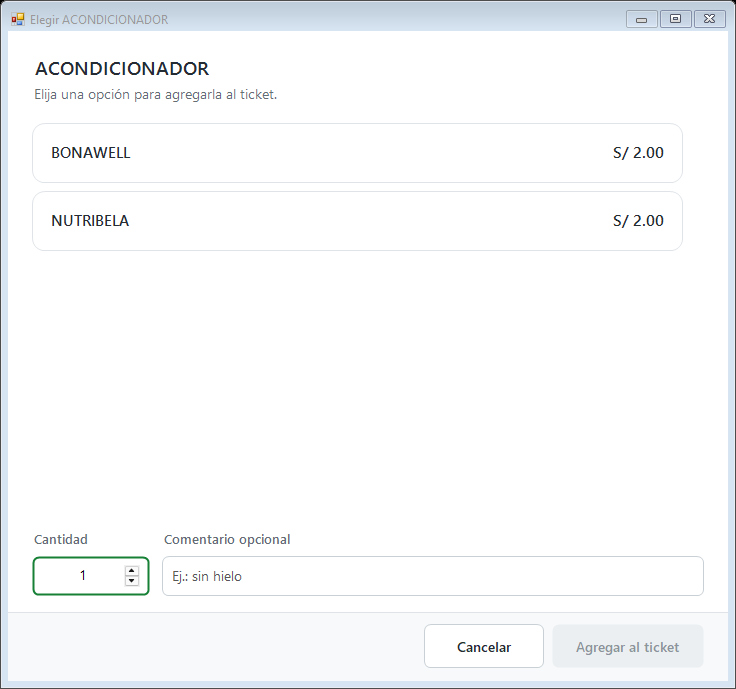 Elegir ACONDICIONADOR
ACONDICIONADOR
Elija una opción para agregarla al ticket.
BONAWELL S/ 2.00
NUTRIBELA S/ 2.00
Cantidad Comentario opcional
1 Ej.: sin hielo
Cancelar Agregar al ticket